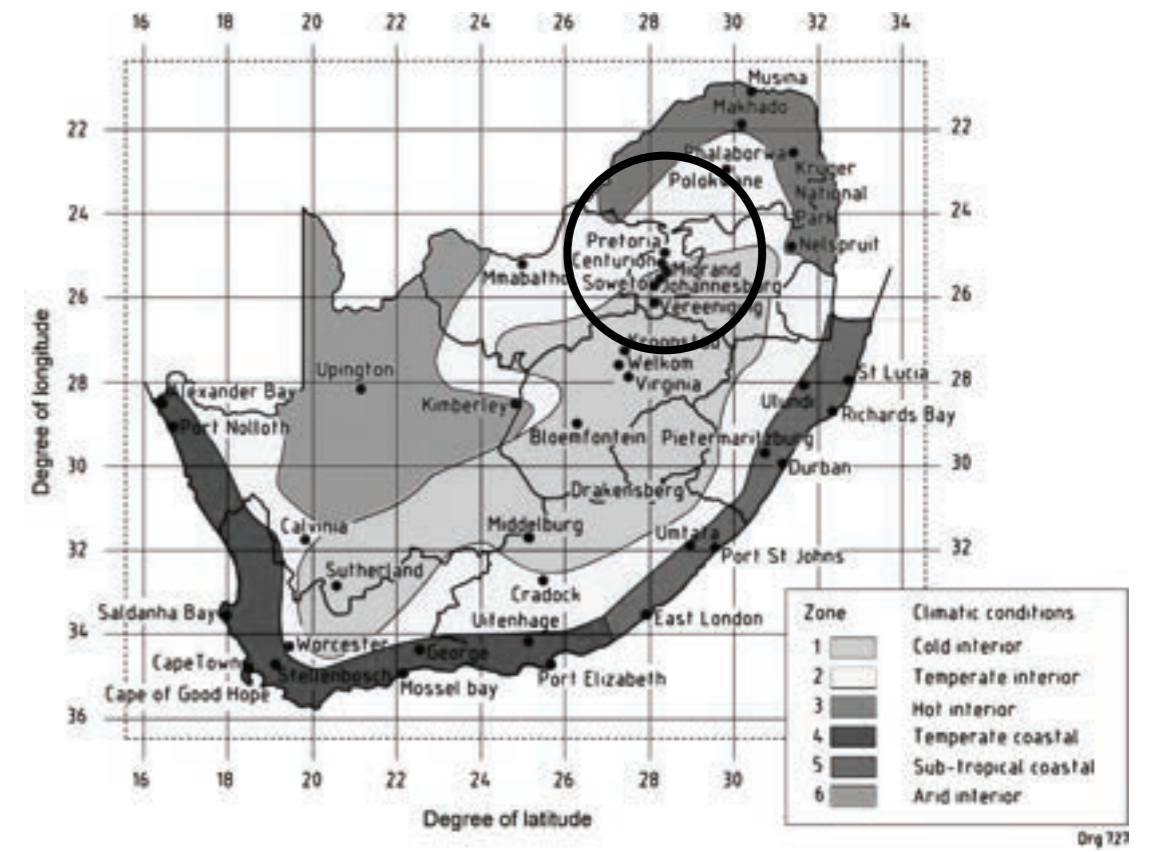 16 18 20 22 24 26 28 30 32 34
Musina
Makhado
22 22
Phalaborwa
Kruger
Polokwane
National
24 24
Park
Pretoria
Nelspruit
Centurion
Midrand
Mmabatho
Soweto
Johannesburg
26 26
Vereeniging
Kroonstad
Welkom
Upington
St Lucia
28 28
Virginia
Alexander Bay
Kimberley
Ulundi
Richards Bay
Port Nolloth
Bloemfontein
Pietermaritzburg
30 30
Durban
Drakensberg
Calvinia
Middelburg
Umtata
32 32
Port St Johns
Sutherland
Cradock
Saldanha Bay
Uitenhage
East London
34
Worcester
George
Cape Town
Stellenbosch
Port Elizabeth
Mossel bay
Cape of Good Hope
36
16 18 20 22 24 26 28 30
Degree of longitude
Degree of latitude
Zone Climatic conditions
1 Cold interior
2 Temperate interior
3 Hot interior
4 Temperate coastal
5 Sub-tropical coastal
6 Arid interior
Drg 727